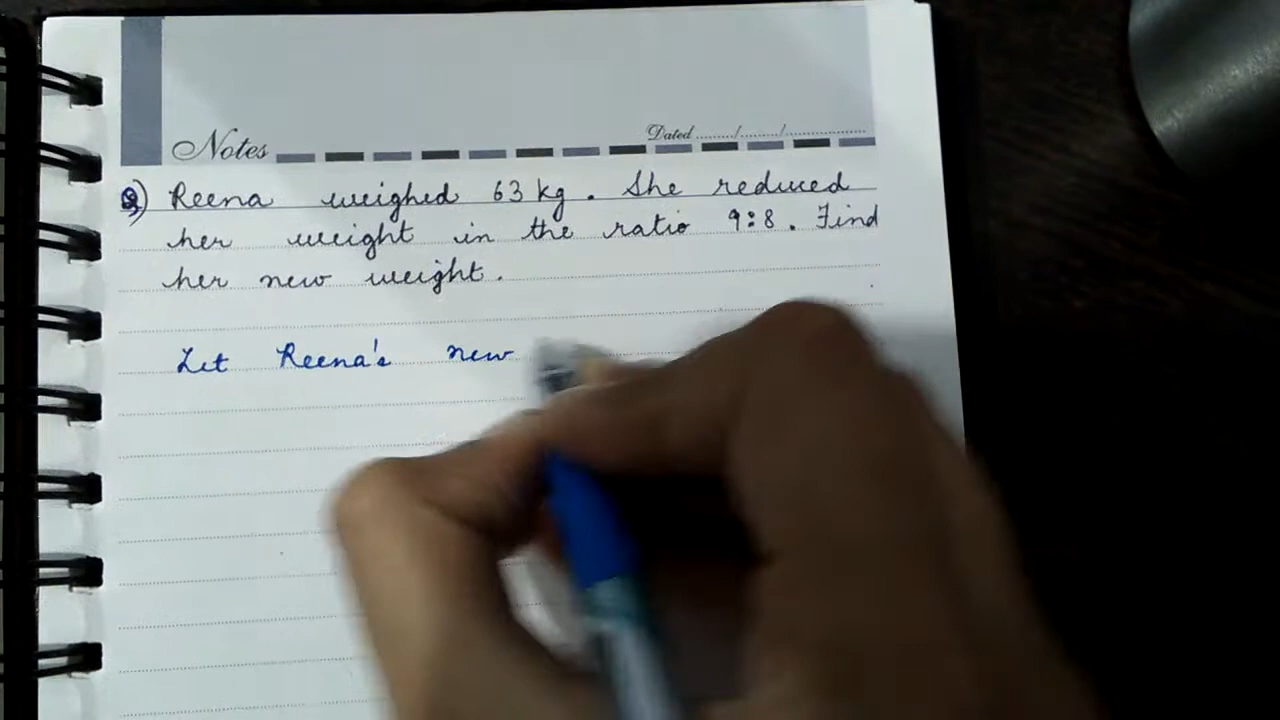 Notes
Dated ......../......../................
Q) Reena weighed 63 kg. She reduced
her weight in the ratio 9:8. Find
her new weight.
Let Reena's new